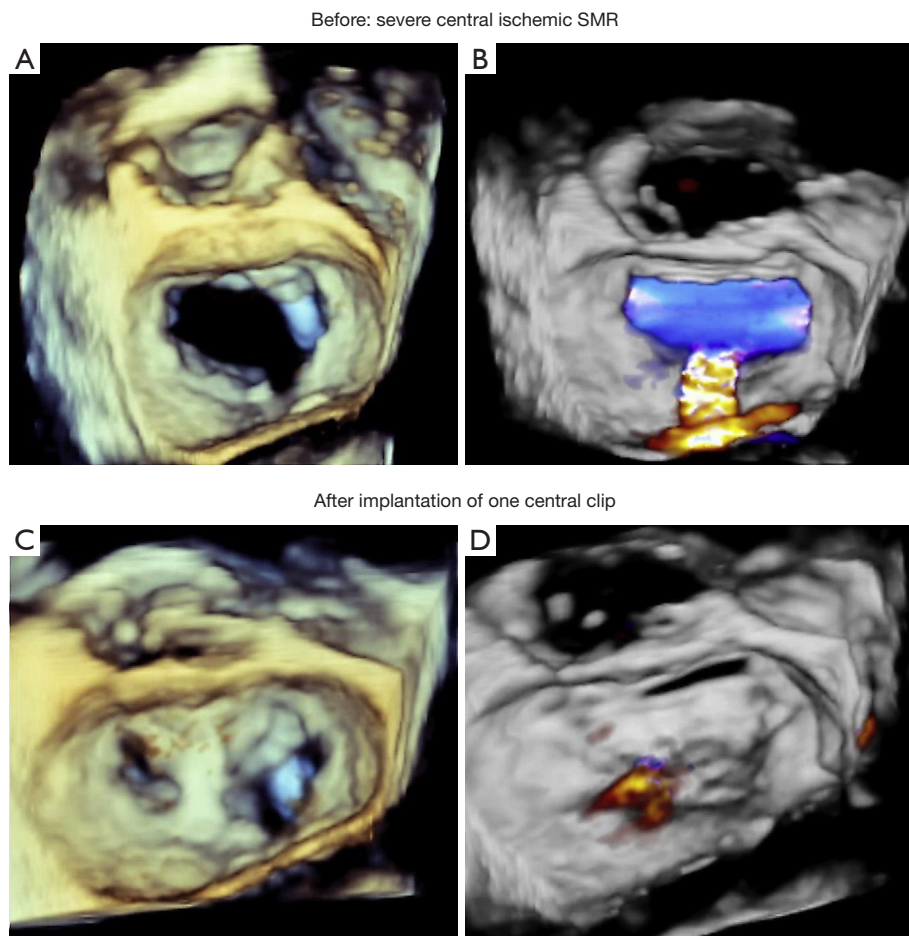 Before: severe central ischemic SMR
A
B
After implantation of one central clip
C
D